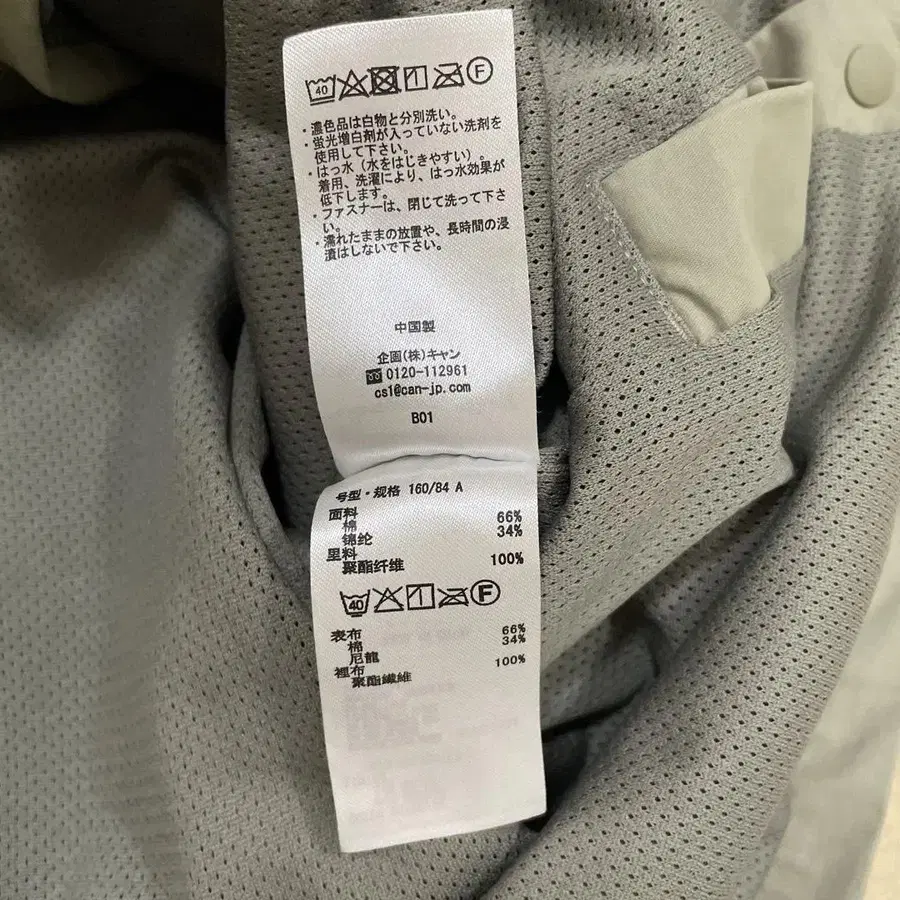 40 F
・濃色品は白物と分別洗い。
・蛍光増白剤が入っていない洗剤を
使用して下さい。
・はっ水（水をはじきやすい）。
着用、洗濯により、はっ水効果が
低下します。
・ファスナーは、閉じて洗って下さ
い。
・濡れたままの放置や、長時間の浸
漬はしないで下さい。
中国製
企画(株)キャン
0120-112961
cs1@can-jp.com
B01
号型・规格 160/84 A
面料
棉 66%
锦纶 34%
里料
聚酯纤维 100%
40 F
表布
棉 66%
尼龍 34%
裡布
聚酯纖維 100%